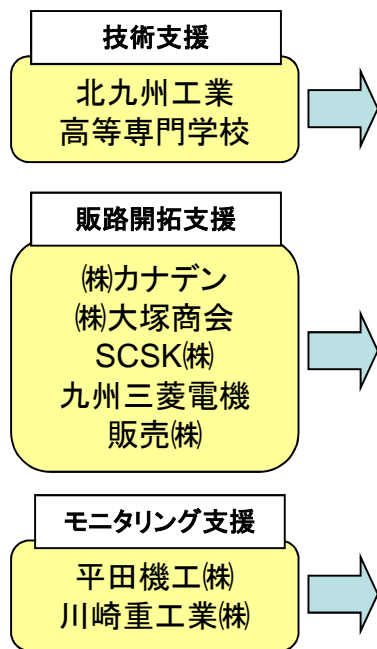 技術支援
北九州工業
高等専門学校
販路開拓支援
㈱カナデン
㈱大塚商会
SCSK㈱
九州三菱電機
販売㈱
モニタリング支援
平田機工㈱
川崎重工業㈱